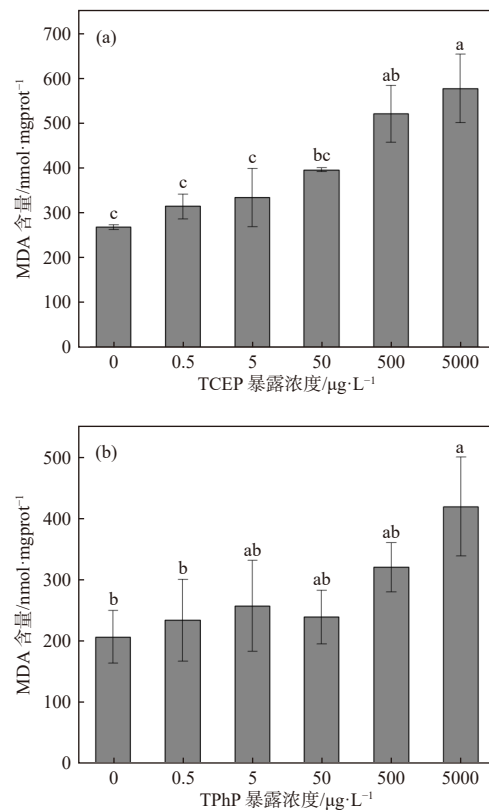 (a)
MDA 含量/nmol·mgprot⁻¹
700
600
500
400
300
200
100
0
c
c
c
bc
ab
a
0 0.5 5 50 500 5000
TCEP 暴露浓度/μg·L⁻¹
(b)
MDA 含量/nmol·mgprot⁻¹
500
400
300
200
100
0
b
b
ab
ab
ab
a
0 0.5 5 50 500 5000
TPhP 暴露浓度/μg·L⁻¹